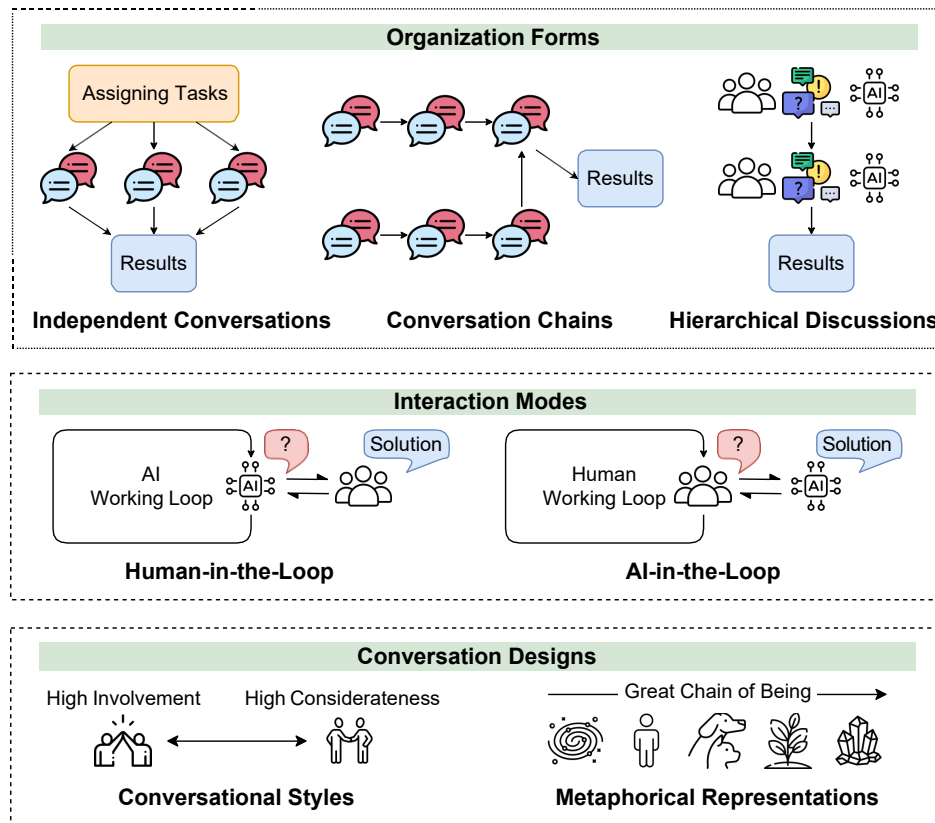 Organization Forms
Assigning Tasks
Results
Independent Conversations
Results
Conversation Chains
!
?
AI
!
?
AI
Results
Hierarchical Discussions
Interaction Modes
AI
Working Loop
?
AI
Solution
Human-in-the-Loop
Human
Working Loop
?
Solution
AI
AI-in-the-Loop
Conversation Designs
High Involvement
High Considerateness
Conversational Styles
Great Chain of Being
Metaphorical Representations